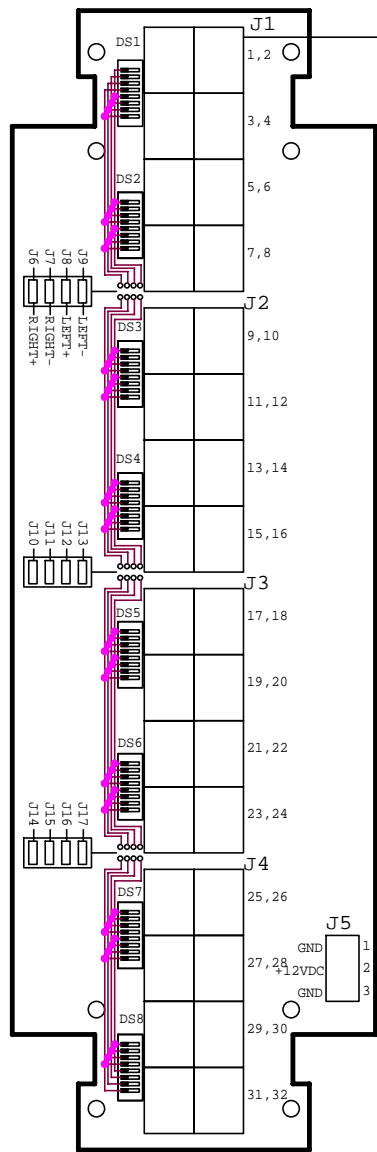 J1
DS1
1,2
3,4
DS2
5,6
7,8
J6
J7
J8
J9
RIGHT+
RIGHT-
LEFT+
LEFT-
J2
DS3
9,10
11,12
DS4
13,14
15,16
J10
J11
J12
J13
J3
DS5
17,18
19,20
DS6
21,22
23,24
J14
J15
J16
J17
J4
DS7
25,26
27,28
J5
GND 1
+12VDC 2
GND 3
DS8
29,30
31,32